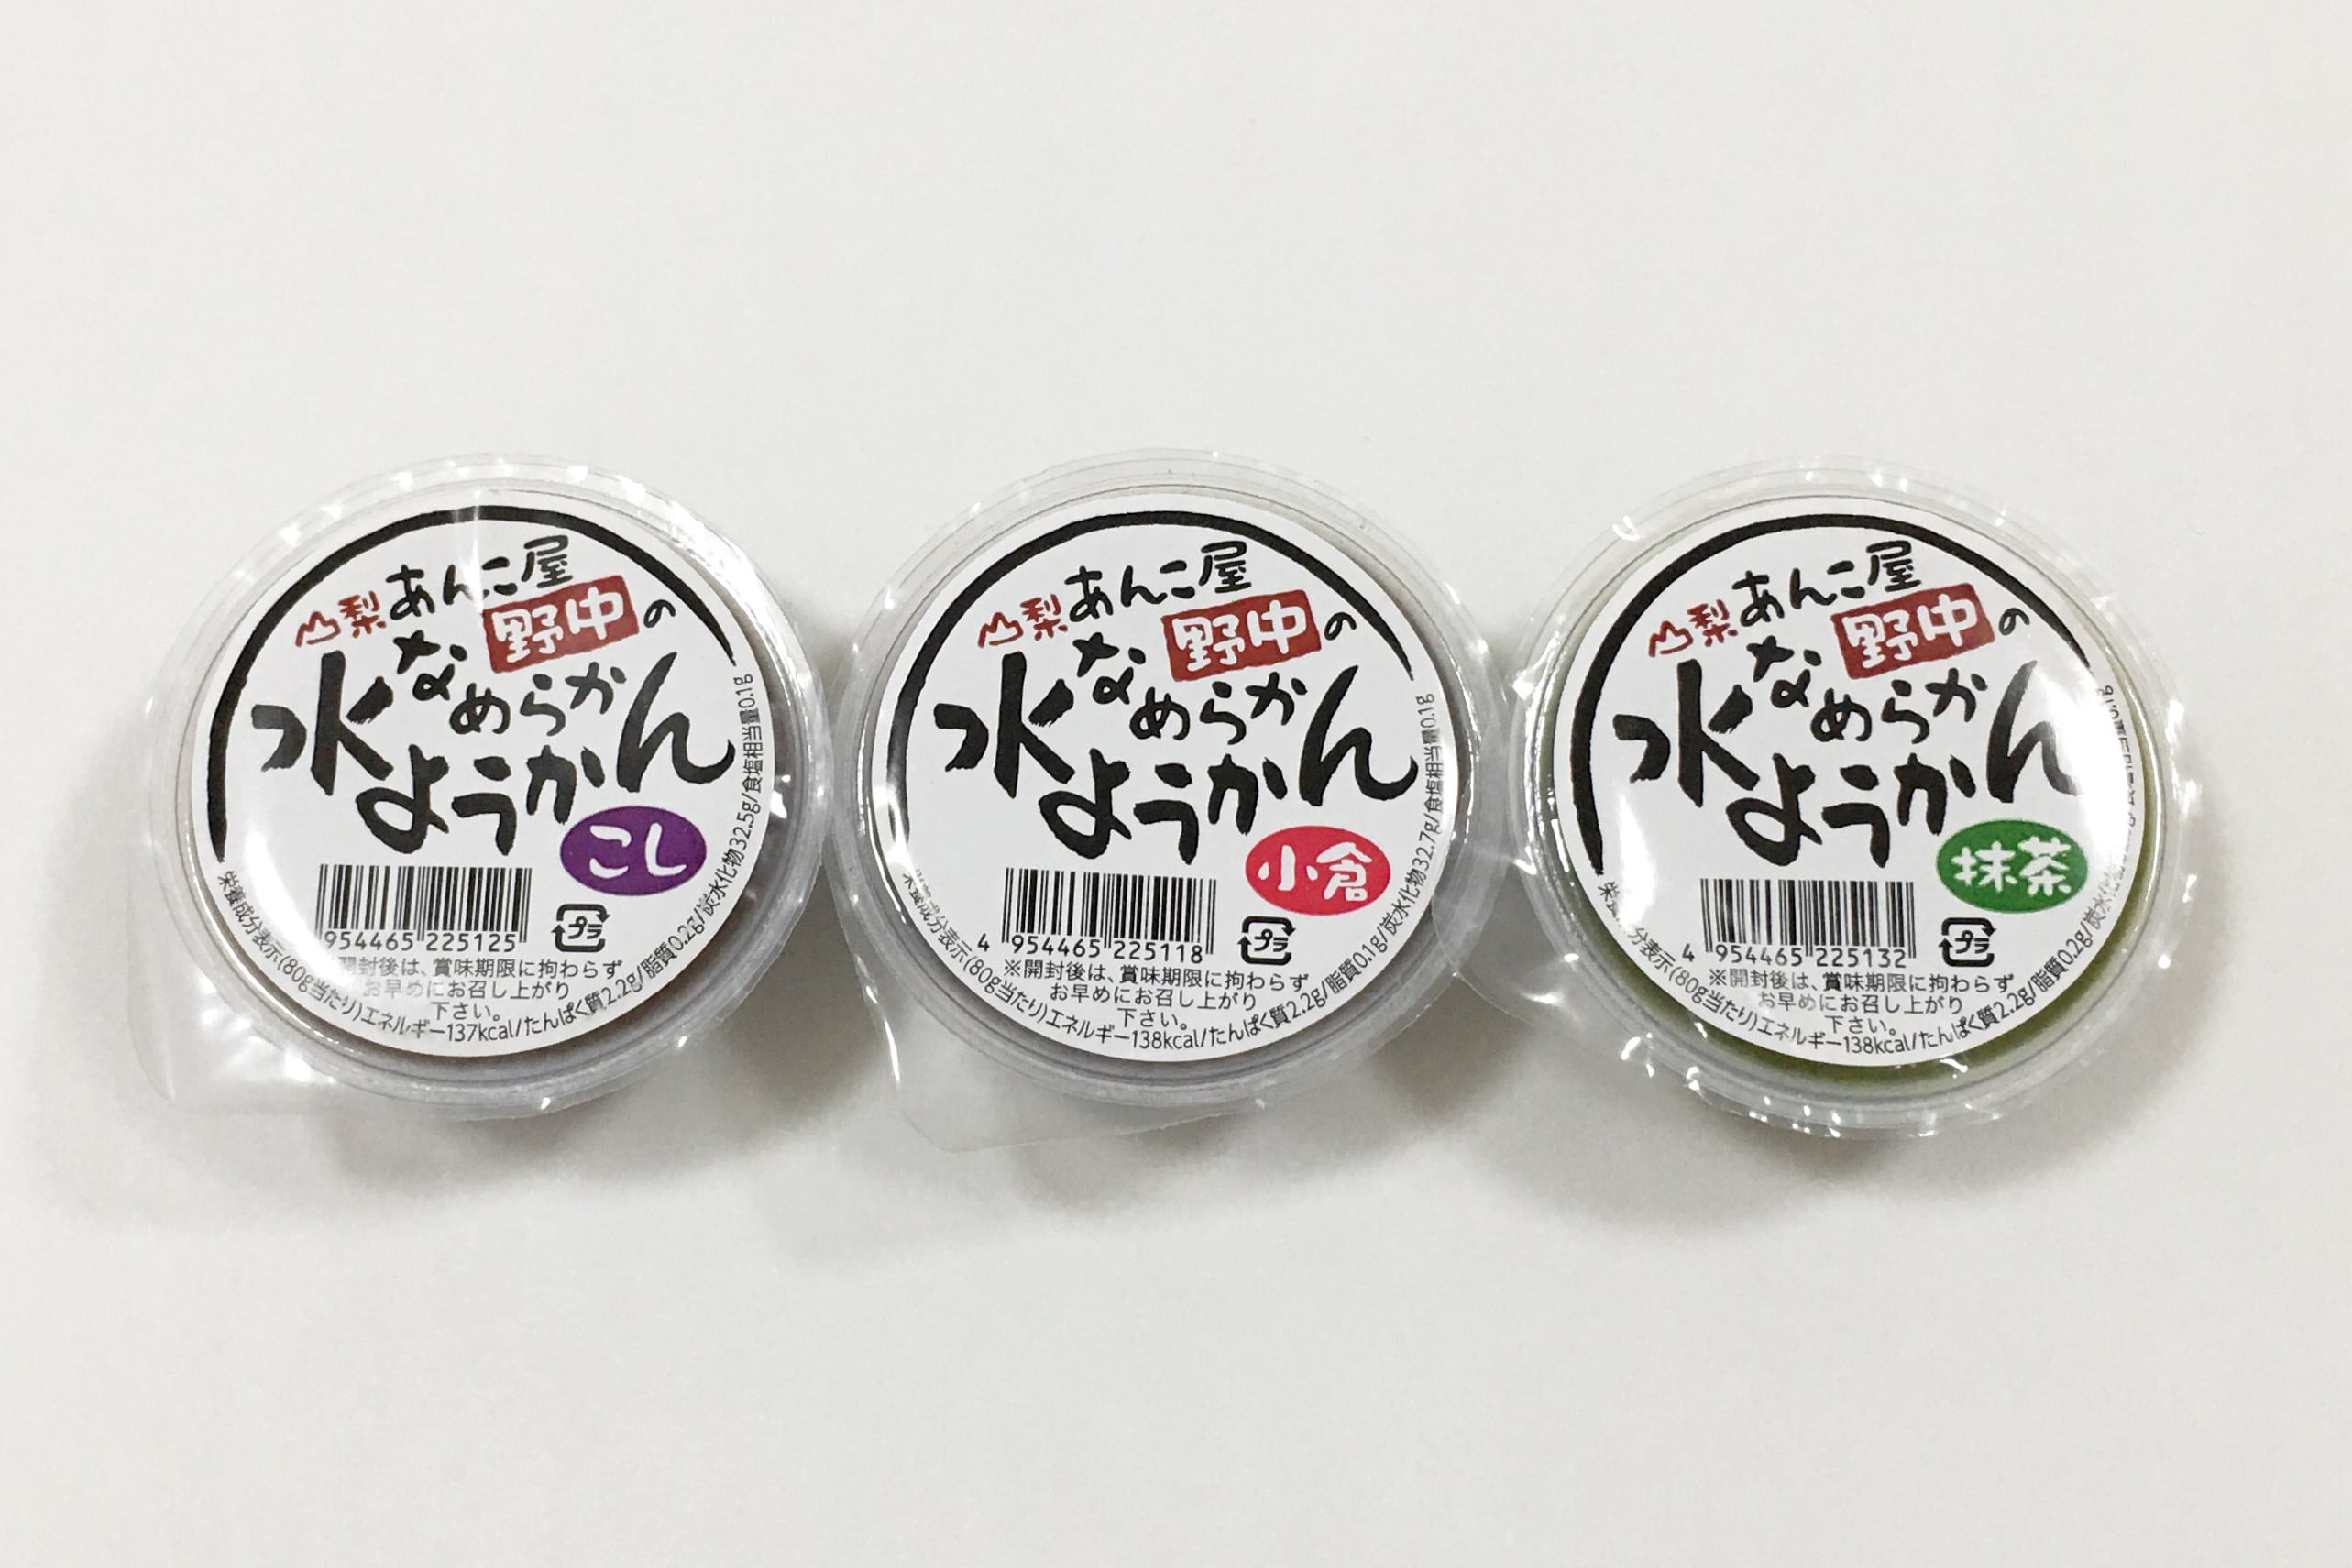 山梨あんこ屋
野中の
なめらか
水ようかん
こし
954465 225125
プラ
開封後は、賞味期限に拘わらず
お早めにお召し上がり
下さい。
栄養成分表示(80g当たり)エネルギー137kcal/たんぱく質2.2g/脂質0.2g/炭水化物32.5g/食塩相当量0.1g
山梨あんこ屋
野中の
なめらか
水ようかん
小倉
4 954465 225118
プラ
※開封後は、賞味期限に拘わらず
お早めにお召し上がり
下さい。
栄養成分表示(80g当たり)エネルギー138kcal/たんぱく質2.2g/脂質0.1g/炭水化物32.7g/食塩相当量0.1g
山梨あんこ屋
野中の
なめらか
水ようかん
抹茶
4 954465 225132
プラ
※開封後は、賞味期限に拘わらず
お早めにお召し上がり
下さい。
分表示(80g当たり)エネルギー138kcal/たんぱく質2.2g/脂質0.2g/炭水